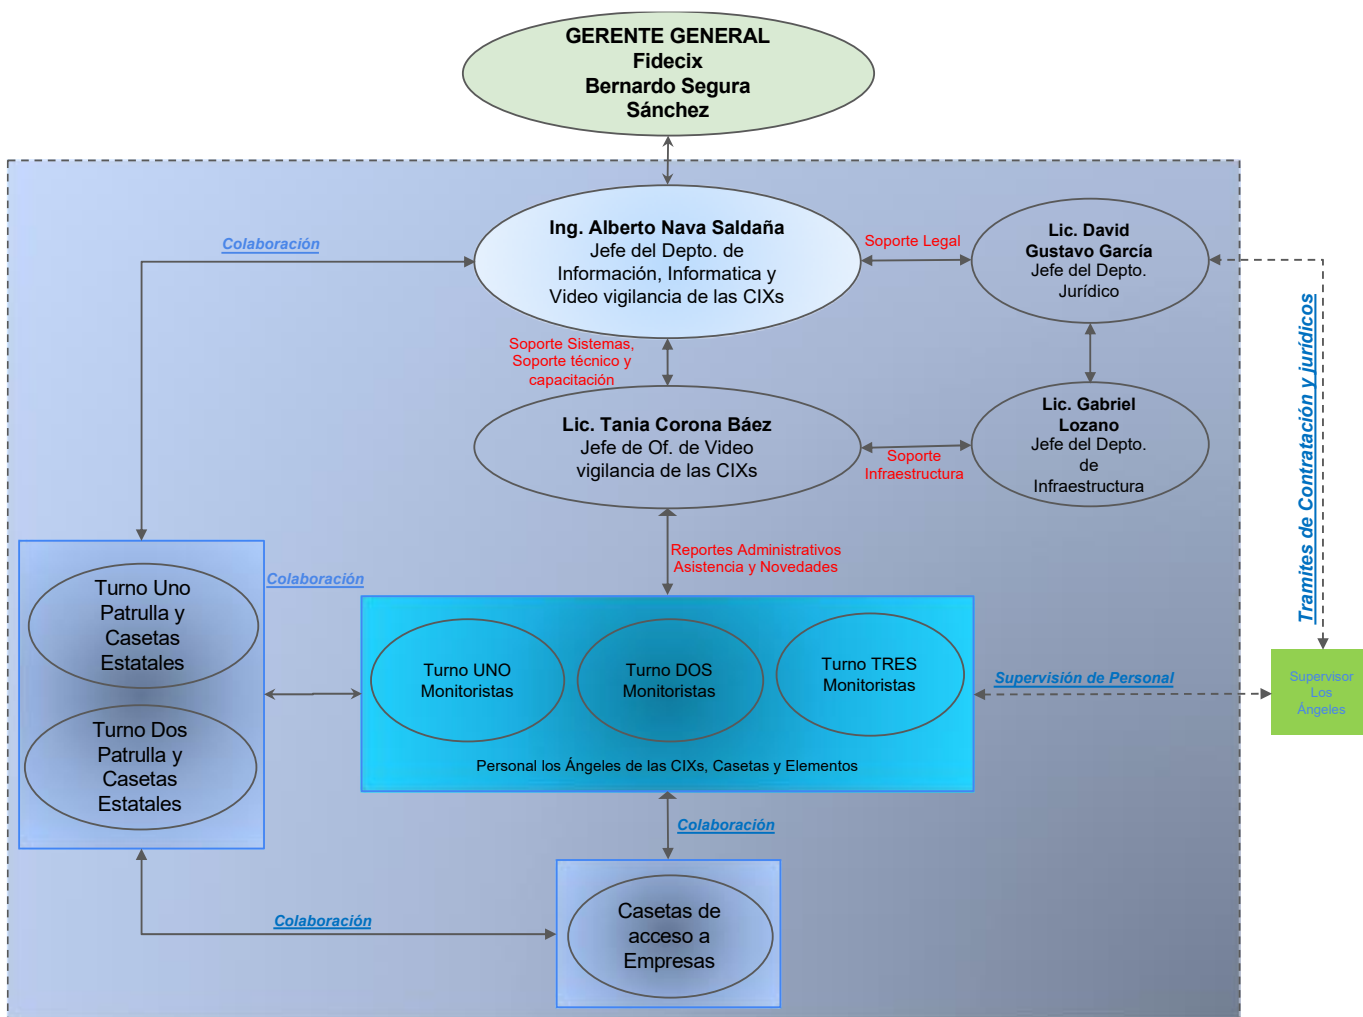 GERENTE GENERAL
Fidecix
Bernardo Segura
Sánchez
Colaboración
Ing. Alberto Nava Saldaña
Jefe del Depto. de
Información, Informatica y
Video vigilancia de las CIXs
Soporte Legal
Lic. David
Gustavo García
Jefe del Depto.
Jurídico
Tramites de Contratación y jurídicos
Soporte Sistemas,
Soporte técnico y
capacitación
Lic. Tania Corona Báez
Jefe de Of. de Video
vigilancia de las CIXs
Soporte
Infraestructura
Lic. Gabriel
Lozano
Jefe del Depto.
de
Infraestructura
Reportes Administrativos
Asistencia y Novedades
Colaboración
Turno Uno
Patrulla y
Casetas
Estatales
Turno Dos
Patrulla y
Casetas
Estatales
Turno UNO
Monitoristas
Turno DOS
Monitoristas
Turno TRES
Monitoristas
Personal los Ángeles de las CIXs, Casetas y Elementos
Supervisión de Personal
Supervisor
Los
Ángeles
Colaboración
Colaboración
Casetas de
acceso a
Empresas